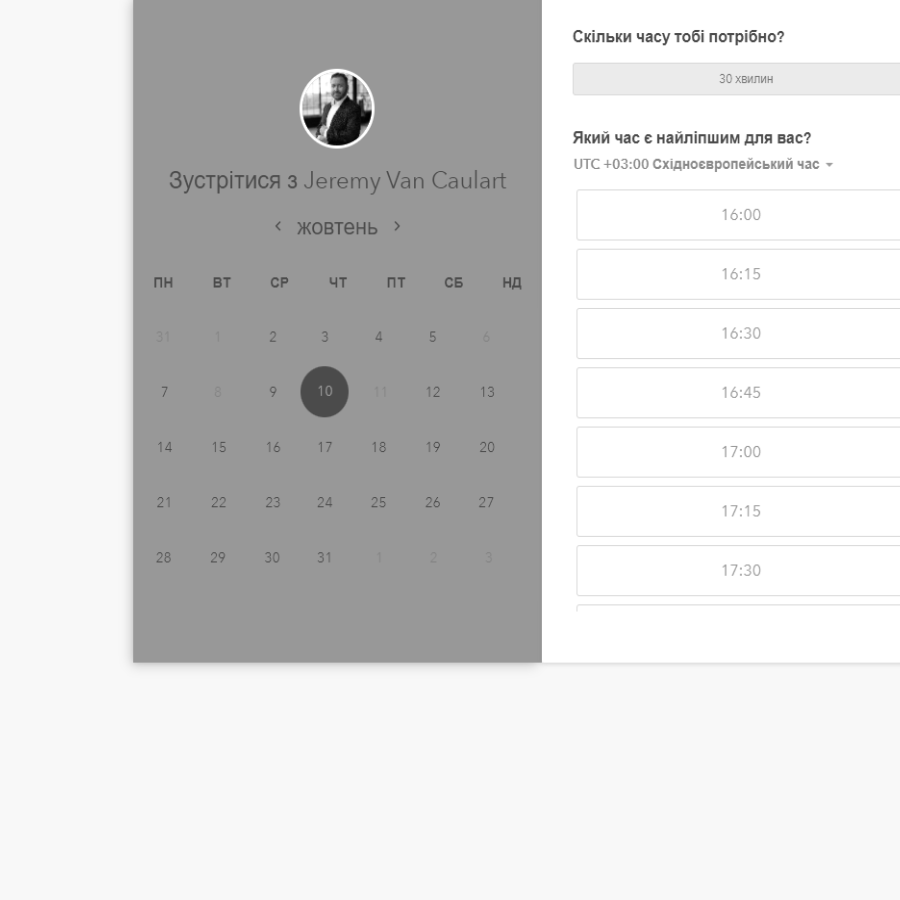 Зустрітися з Jeremy Van Caulart
жовтень
ПН ВТ СР ЧТ ПТ СБ НД
31 1 2 3 4 5 6
7 8 9 10 11 12 13
14 15 16 17 18 19 20
21 22 23 24 25 26 27
28 29 30 31 1 2 3
Скільки часу тобі потрібно?
30 хвилин
Який час є найліпшим для вас?
UTC +03:00 Східноєвропейський час
16:00
16:15
16:30
16:45
17:00
17:15
17:30